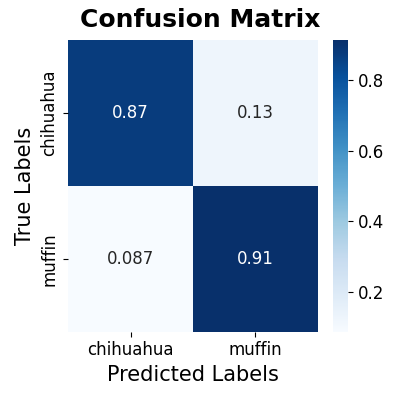 Confusion Matrix
True Labels
chihuahua
0.87
0.13
muffin
0.087
0.91
chihuahua
muffin
Predicted Labels
0.8
0.6
0.4
0.2